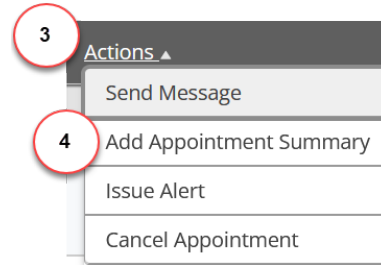 3
Actions ▲
Send Message
4 Add Appointment Summary
Issue Alert
Cancel Appointment